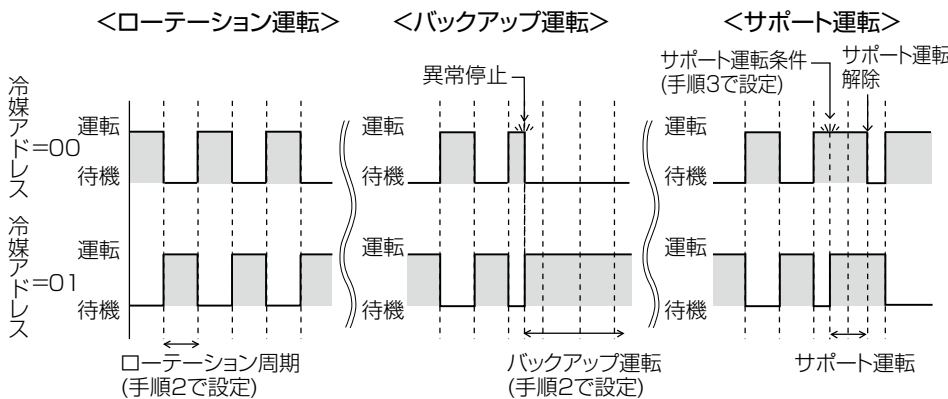 <ローテーション運転>
<バックアップ運転>
<サポート運転>
異常停止
サポート運転条件
(手順3で設定)
サポート運転
解除
冷媒アドレス=00
運転
待機
運転
待機
運転
待機
冷媒アドレス=01
運転
待機
運転
待機
運転
待機
ローテーション周期
(手順2で設定)
バックアップ運転
(手順2で設定)
サポート運転